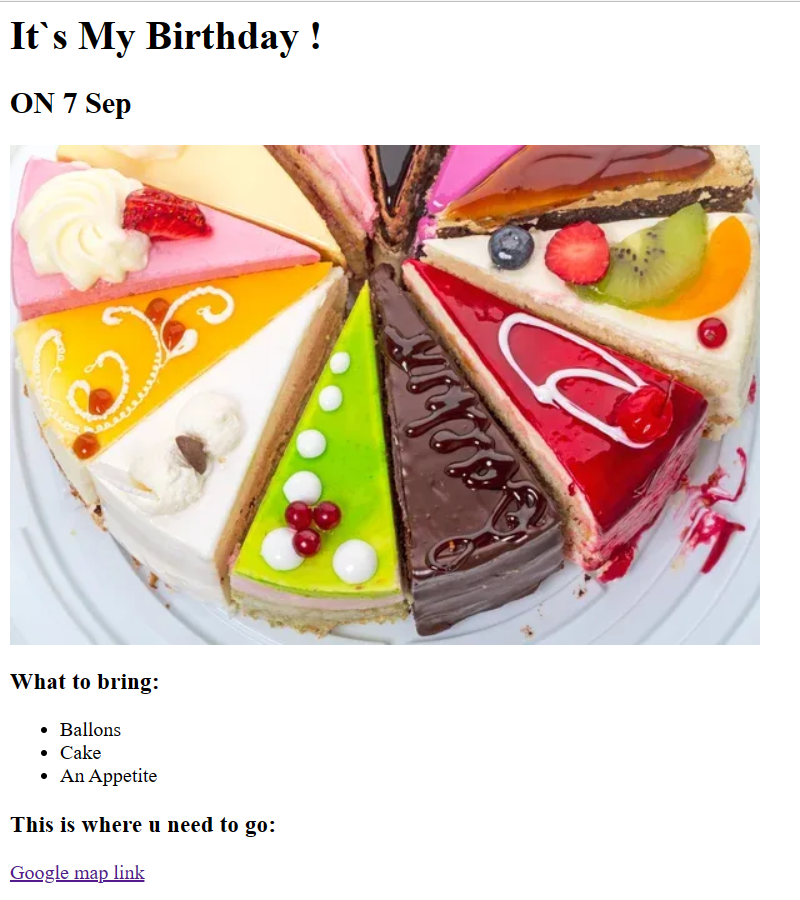 It`s My Birthday !
ON 7 Sep
What to bring:
Ballons
Cake
An Appetite
This is where u need to go:
Google map link